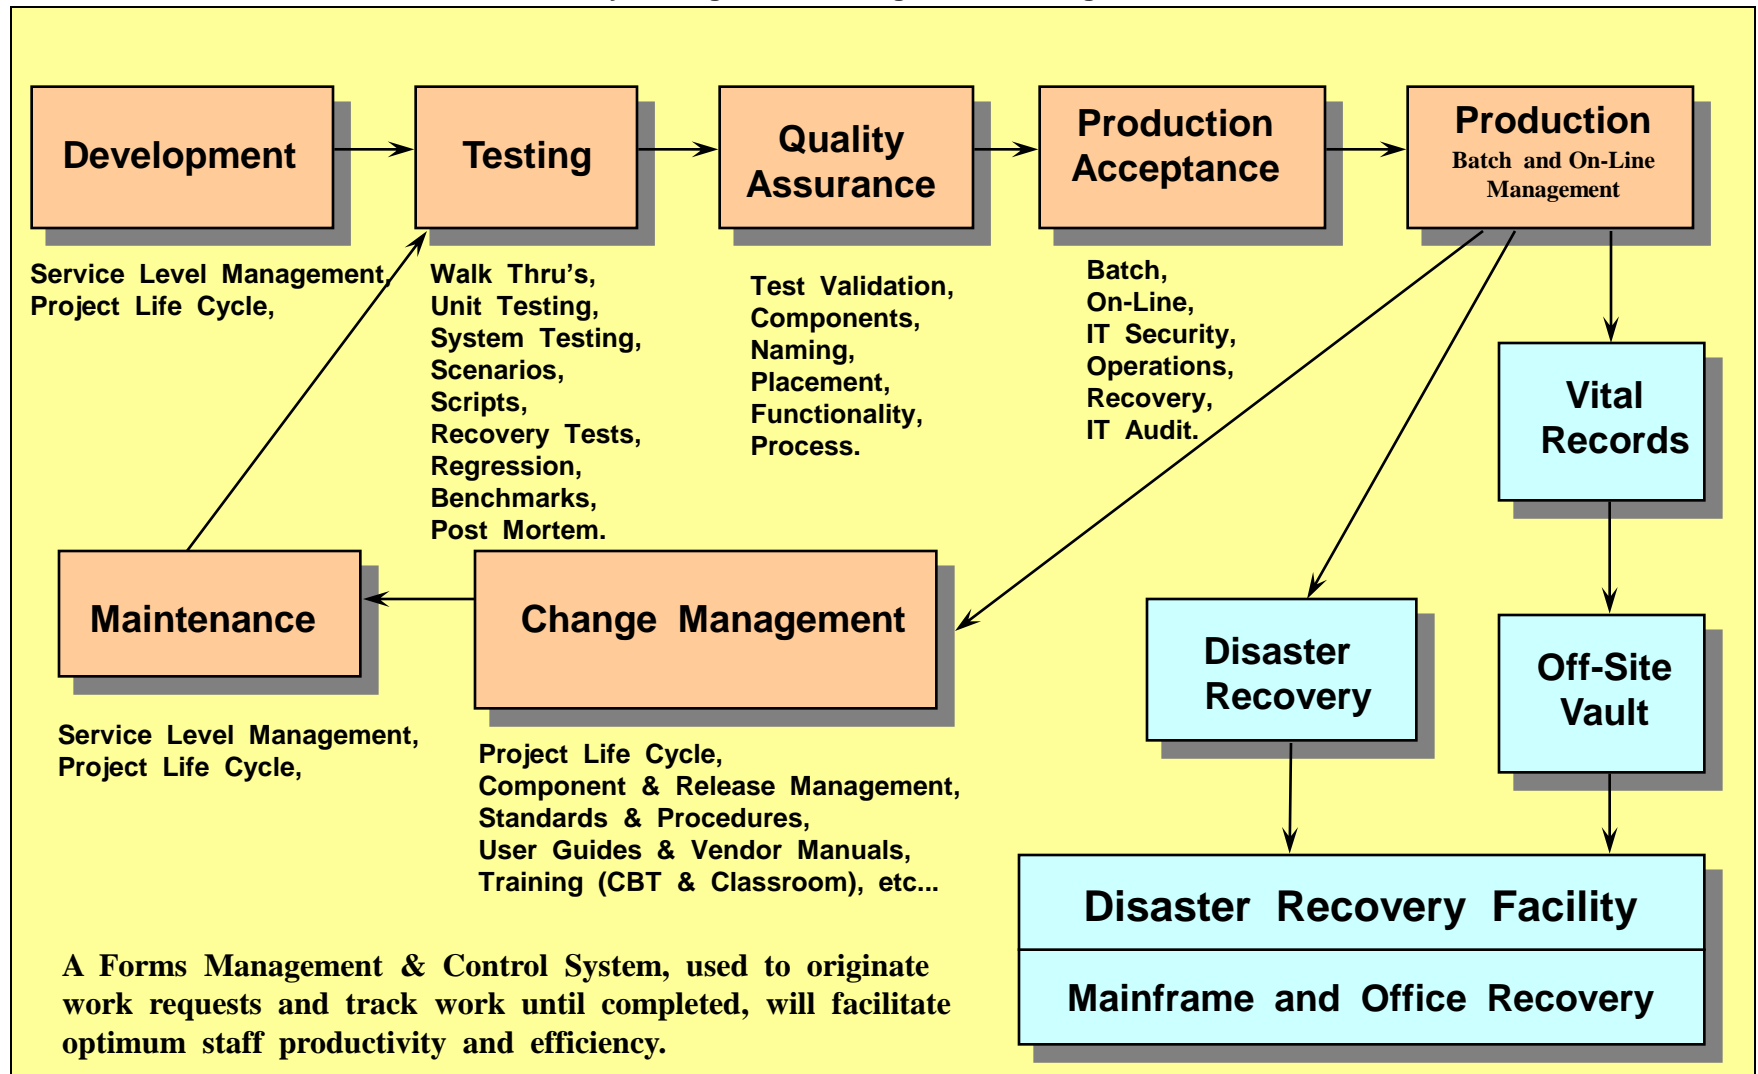 Development
Testing
Quality
Assurance
Production
Acceptance
Production
Batch and On-Line
Management
Service Level Management,
Project Life Cycle,
Walk Thru's,
Unit Testing,
System Testing,
Scenarios,
Scripts,
Recovery Tests,
Regression,
Benchmarks,
Post Mortem.
Test Validation,
Components,
Naming,
Placement,
Functionality,
Process.
Batch,
On-Line,
IT Security,
Operations,
Recovery,
IT Audit.
Vital
Records
Maintenance
Change Management
Disaster
Recovery
Off-Site
Vault
Service Level Management,
Project Life Cycle,
Project Life Cycle,
Component & Release Management,
Standards & Procedures,
User Guides & Vendor Manuals,
Training (CBT & Classroom), etc...
Disaster Recovery Facility
Mainframe and Office Recovery
A Forms Management & Control System, used to originate
work requests and track work until completed, will facilitate
optimum staff productivity and efficiency.